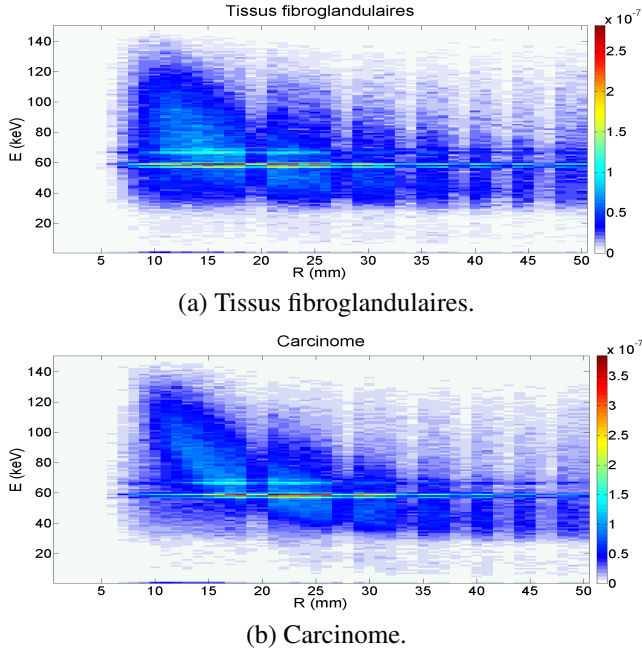 Tissus fibroglandulaires
x 10⁻⁷
140
120
100
80
60
40
20
E (keV)
5 10 15 20 25 30 35 40 45 50
R (mm)
2.5
2
1.5
1
0.5
0
(a) Tissus fibroglandulaires.
Carcinome
x 10⁻⁷
140
120
100
80
60
40
20
E (keV)
5 10 15 20 25 30 35 40 45 50
R (mm)
3.5
3
2.5
2
1.5
1
0.5
0
(b) Carcinome.